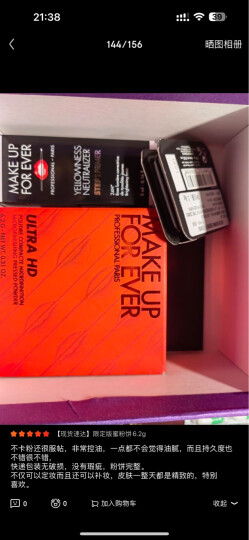 21:38
39
144/156
晒图相册
MAKE UP
FOR EVER
PROFESSIONAL - PARIS
YELLOWNESS
NEUTRALIZER
STEP 1 PRIMER
MAKE UP
FOR EVER
PROFESSIONAL PARIS
ULTRA HD
【现货速达】限定版蜜粉饼 6.2g
不卡粉还很服帖，非常控油，一点都不会觉得油腻，而且持久度也
不错很不错，
快递包装无破损，没有瑕疵，粉饼完整。
不仅可以定妆而且还可以补妆，皮肤一整天都是精致的，特别
喜欢。
0
0
加入购物车
收起